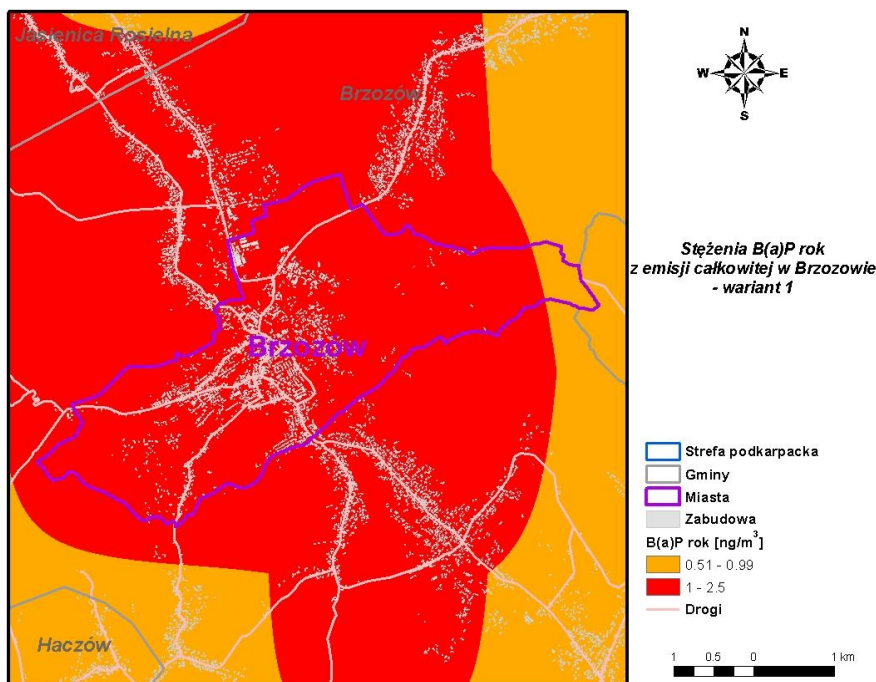 Jasienica Rosielna
Brzozów
Brzozów
Haczów
N
W
E
S
Stężenia B(a)P rok
z emisji całkowitej w Brzozowie
- wariant 1
Strefa podkarpacka
Gminy
Miasta
Zabudowa
B(a)P rok [ng/m³]
0.51 - 0.99
1 - 2.5
Drogi
1 0.5 0 1 km